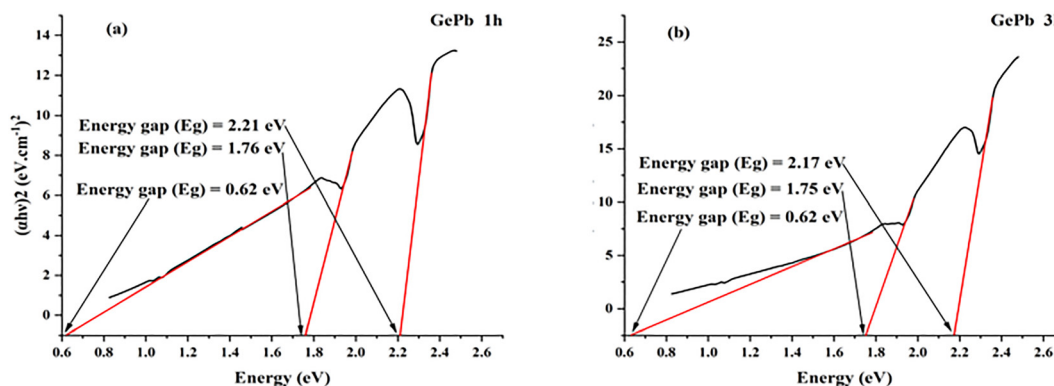 (a)
GePb 1h
14
12
10
8
6
4
2
0
(αhν)2 (eV.cm⁻¹)²
Energy gap (Eg) = 2.21 eV
Energy gap (Eg) = 1.76 eV
Energy gap (Eg) = 0.62 eV
0.6 0.8 1.0 1.2 1.4 1.6 1.8 2.0 2.2 2.4 2.6
Energy (eV)
(b)
GePb 3
25
20
15
10
5
0
Energy gap (Eg) = 2.17 eV
Energy gap (Eg) = 1.75 eV
Energy gap (Eg) = 0.62 eV
0.6 0.8 1.0 1.2 1.4 1.6 1.8 2.0 2.2 2.4 2.6
Energy (eV)